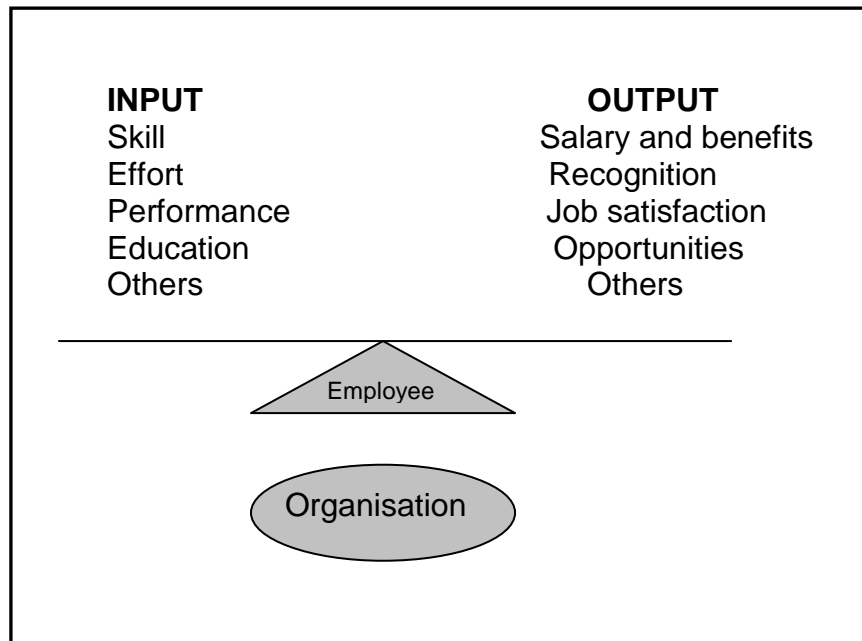 INPUT
Skill
Effort
Performance
Education
Others
OUTPUT
Salary and benefits
Recognition
Job satisfaction
Opportunities
Others
Employee
Organisation